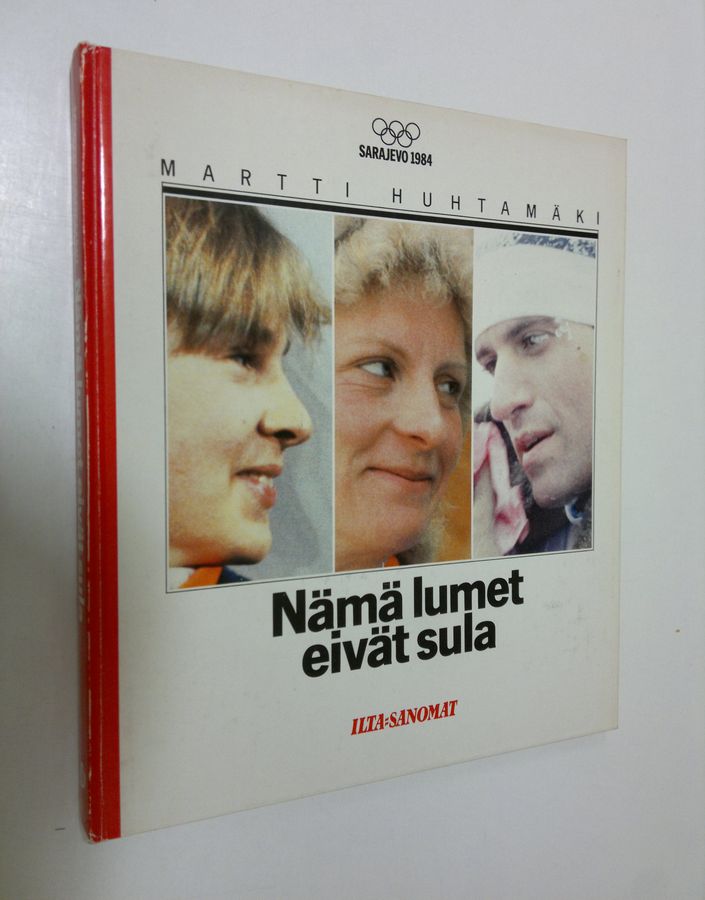 SARAJEVO 1984
MARTTI HUHTAMÄKI
Nämä lumet
eivät sula
ILTA-SANOMAT